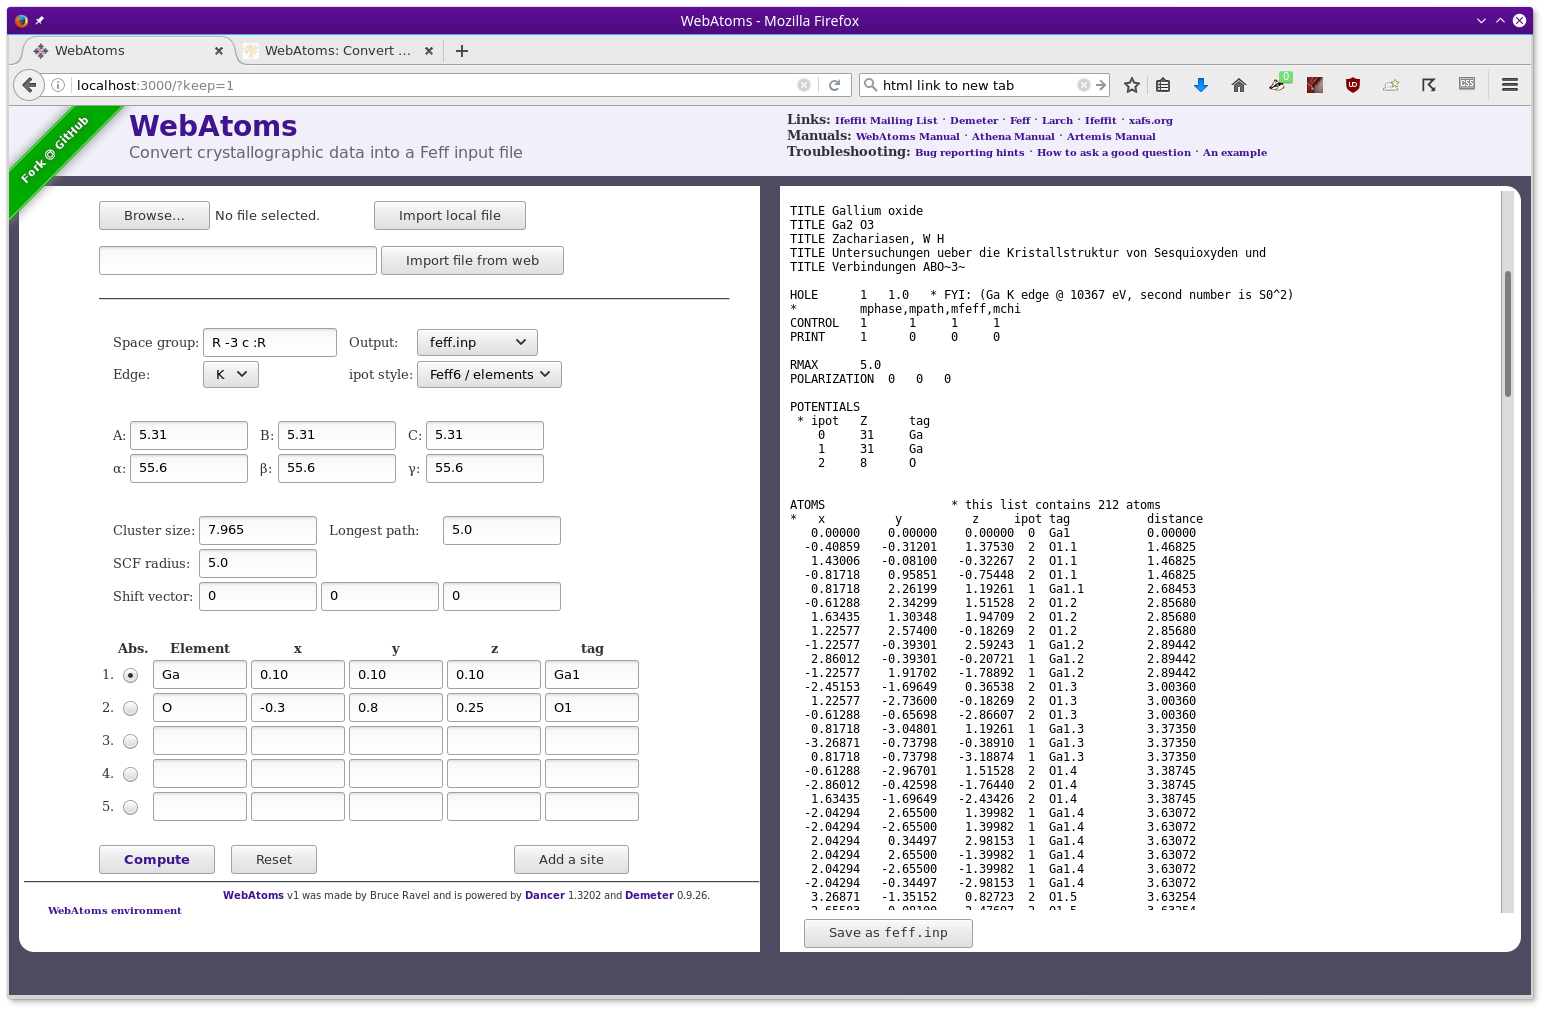 WebAtoms - Mozilla Firefox
WebAtoms
WebAtoms: Convert ...
localhost:3000/?keep=1
html link to new tab
0
CSS
Fork @ GitHub
WebAtoms
Convert crystallographic data into a Feff input file
Links: Ifeffit Mailing List · Demeter · Feff · Larch · Ifeffit · xafs.org
Manuals: WebAtoms Manual · Athena Manual · Artemis Manual
Troubleshooting: Bug reporting hints · How to ask a good question · An example
Browse... No file selected. Import local file
Import file from web
Space group: R -3 c :R Output: feff.inp
Edge: K ipot style: Feff6 / elements
A: 5.31 B: 5.31 C: 5.31
α: 55.6 β: 55.6 γ: 55.6
Cluster size: 7.965 Longest path: 5.0
SCF radius: 5.0
Shift vector: 0 0 0
Abs. Element x y z tag
1. Ga 0.10 0.10 0.10 Ga1
2. O -0.3 0.8 0.25 O1
3.
4.
5.
Compute Reset Add a site
WebAtoms v1 was made by Bruce Ravel and is powered by Dancer 1.3202 and Demeter 0.9.26.
WebAtoms environment
TITLE Gallium oxide
TITLE Ga2 O3
TITLE Zachariasen, W H
TITLE Untersuchungen ueber die Kristallstruktur von Sesquioxyden und
TITLE Verbindungen ABO~3~
HOLE 1 1.0 * FYI: (Ga K edge @ 10367 eV, second number is S0^2)
* mphase,mpath,mfeff,mchi
CONTROL 1 1 1 1
PRINT 1 0 0 0
RMAX 5.0
POLARIZATION 0 0 0
POTENTIALS
* ipot Z tag
0 31 Ga
1 31 Ga
2 8 O
ATOMS * this list contains 212 atoms
* x y z ipot tag distance
0.00000 0.00000 0.00000 0 Ga1 0.00000
-0.40859 -0.31201 1.37530 2 O1.1 1.46825
1.43006 -0.08100 -0.32267 2 O1.1 1.46825
-0.81718 0.95851 -0.75448 2 O1.1 1.46825
0.81718 2.26199 1.19261 1 Ga1.1 2.68453
-0.61288 2.34299 1.51528 2 O1.2 2.85680
1.63435 1.30348 1.94709 2 O1.2 2.85680
1.22577 2.57400 -0.18269 2 O1.2 2.85680
-1.22577 -0.39301 2.59243 1 Ga1.2 2.89442
2.86012 -0.39301 -0.20721 1 Ga1.2 2.89442
-1.22577 1.91702 -1.78892 1 Ga1.2 2.89442
-2.45153 -1.69649 0.36538 2 O1.3 3.00360
1.22577 -2.73600 -0.18269 2 O1.3 3.00360
-0.61288 -0.65698 -2.86607 2 O1.3 3.00360
0.81718 -3.04801 1.19261 1 Ga1.3 3.37350
-3.26871 -0.73798 -0.38910 1 Ga1.3 3.37350
0.81718 -0.73798 -3.18874 1 Ga1.3 3.37350
-0.61288 -2.96701 1.51528 2 O1.4 3.38745
-2.86012 -0.42598 -1.76440 2 O1.4 3.38745
1.63435 -1.69649 -2.43426 2 O1.4 3.38745
-2.04294 2.65500 1.39982 1 Ga1.4 3.63072
-2.04294 -2.65500 1.39982 1 Ga1.4 3.63072
2.04294 0.34497 2.98153 1 Ga1.4 3.63072
2.04294 2.65500 -1.39982 1 Ga1.4 3.63072
2.04294 -2.65500 -1.39982 1 Ga1.4 3.63072
-2.04294 -0.34497 -2.98153 1 Ga1.4 3.63072
3.26871 -1.35152 0.82723 2 O1.5 3.63254
Save as feff.inp